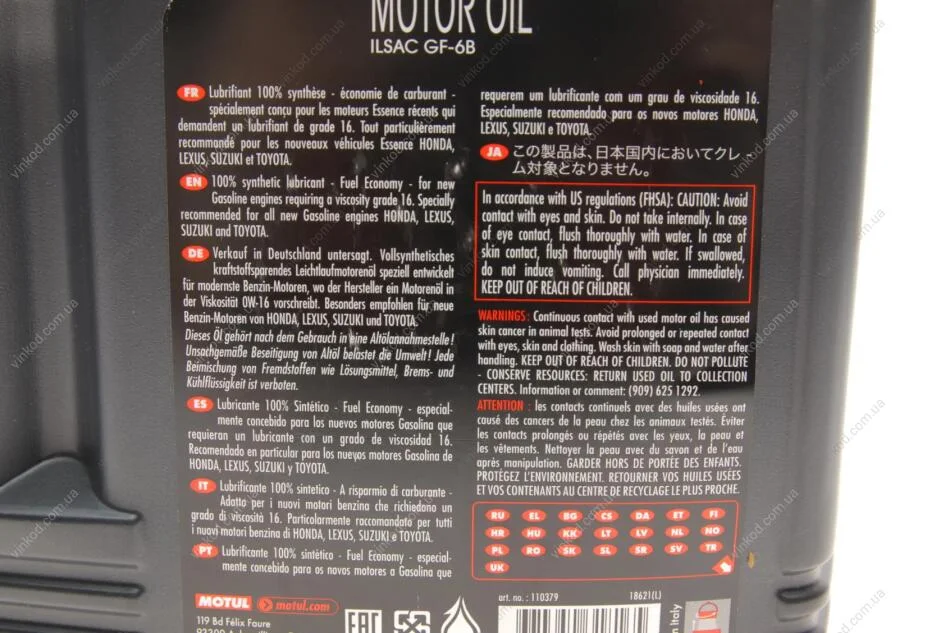 MOTOR OIL
ILSAC GF-6B
FR Lubrifiant 100% synthèse - économie de carburant -
spécialement conçu pour les moteurs Essence récents qui
demandent un lubrifiant de grade 16. Tout particulièrement
recommandé pour les nouveaux véhicules Essence HONDA,
LEXUS, SUZUKI et TOYOTA.
EN 100% synthetic lubricant - Fuel Economy - for new
Gasoline engines requiring a viscosity grade 16. Specially
recommended for all new Gasoline engines HONDA, LEXUS,
SUZUKI and TOYOTA.
DE Verkauf in Deutschland untersagt. Vollsynthetisches
kraftstoffsparendes Leichtlaufmotorenöl speziell entwickelt
für modernste Benzin-Motoren, wo der Hersteller ein Motorenöl in
der Viskosität 0W-16 vorschreibt. Besonders empfohlen für neue
Benzin-Motoren von HONDA, LEXUS, SUZUKI und TOYOTA.
Dieses Öl gehört nach dem Gebrauch in eine Altölannahmestelle!
Unsachgemäße Beseitigung von Altöl belastet die Umwelt! Jede
Beimischung von Fremdstoffen wie Lösungsmittel, Brems- und
Kühlflüssigkeit ist verboten.
ES Lubricante 100% Sintético - Fuel Economy - especial-
mente concebido para los nuevos motores Gasolina que
requieran un lubricante con un grado de viscosidad 16.
Recomendado en particular para los nuevos motores Gasolina de
HONDA, LEXUS, SUZUKI y TOYOTA.
IT Lubrificante 100% sintetico - A risparmio di carburante -
Adatto per i nuovi motori benzina che richiedono un
grado di viscosità 16. Particolarmente raccomandato per tutti
i nuovi motori benzina di HONDA, LEXUS, SUZUKI e TOYOTA.
PT Lubrificante 100% sintético - Fuel Economy - especial-
mente concebido para os novos motores a Gasolina que
requerem um lubrificante com um grau de viscosidade 16.
Especialmente recomendado para os novos motores HONDA,
LEXUS, SUZUKI e TOYOTA.
JA この製品は、日本国内においてクレ-
ム対象となりません。
In accordance with US regulations (FHSA): CAUTION: Avoid
contact with eyes and skin. Do not take internally. In case
of eye contact, flush thoroughly with water. In case of
skin contact, flush thoroughly with water. If swallowed,
do not induce vomiting. Call physician immediately.
KEEP OUT OF REACH OF CHILDREN.
WARNINGS: Continuous contact with used motor oil has caused
skin cancer in animal tests. Avoid prolonged or repeated contact
with eyes, skin and clothing. Wash skin with soap and water after
handling. KEEP OUT OF REACH OF CHILDREN. DO NOT POLLUTE
- CONSERVE RESOURCES: RETURN USED OIL TO COLLECTION
CENTERS. Information or comment: (909) 625 1292.
ATTENTION : les contacts continuels avec des huiles usées ont
causé des cancers de la peau chez les animaux testés. Éviter
les contacts prolongés ou répétés avec les yeux, la peau et
les vêtements. Nettoyer la peau avec du savon et de l'eau
après manipulation. GARDER HORS DE PORTÉE DES ENFANTS.
PROTÉGEZ L'ENVIRONNEMENT. RETOURNER VOS HUILES USÉES
ET VOS CONTENANTS AU CENTRE DE RECYCLAGE LE PLUS PROCHE.
RU EL BG CS DA ET FI
HR HU KK LT LV NL NO
PL RO SK SL SR SV TR
UK
MOTUL motul.com
119 Bd Félix Faure
EAC
art. no. : 110379 18621(L)
n Italy
vinkod.com.ua